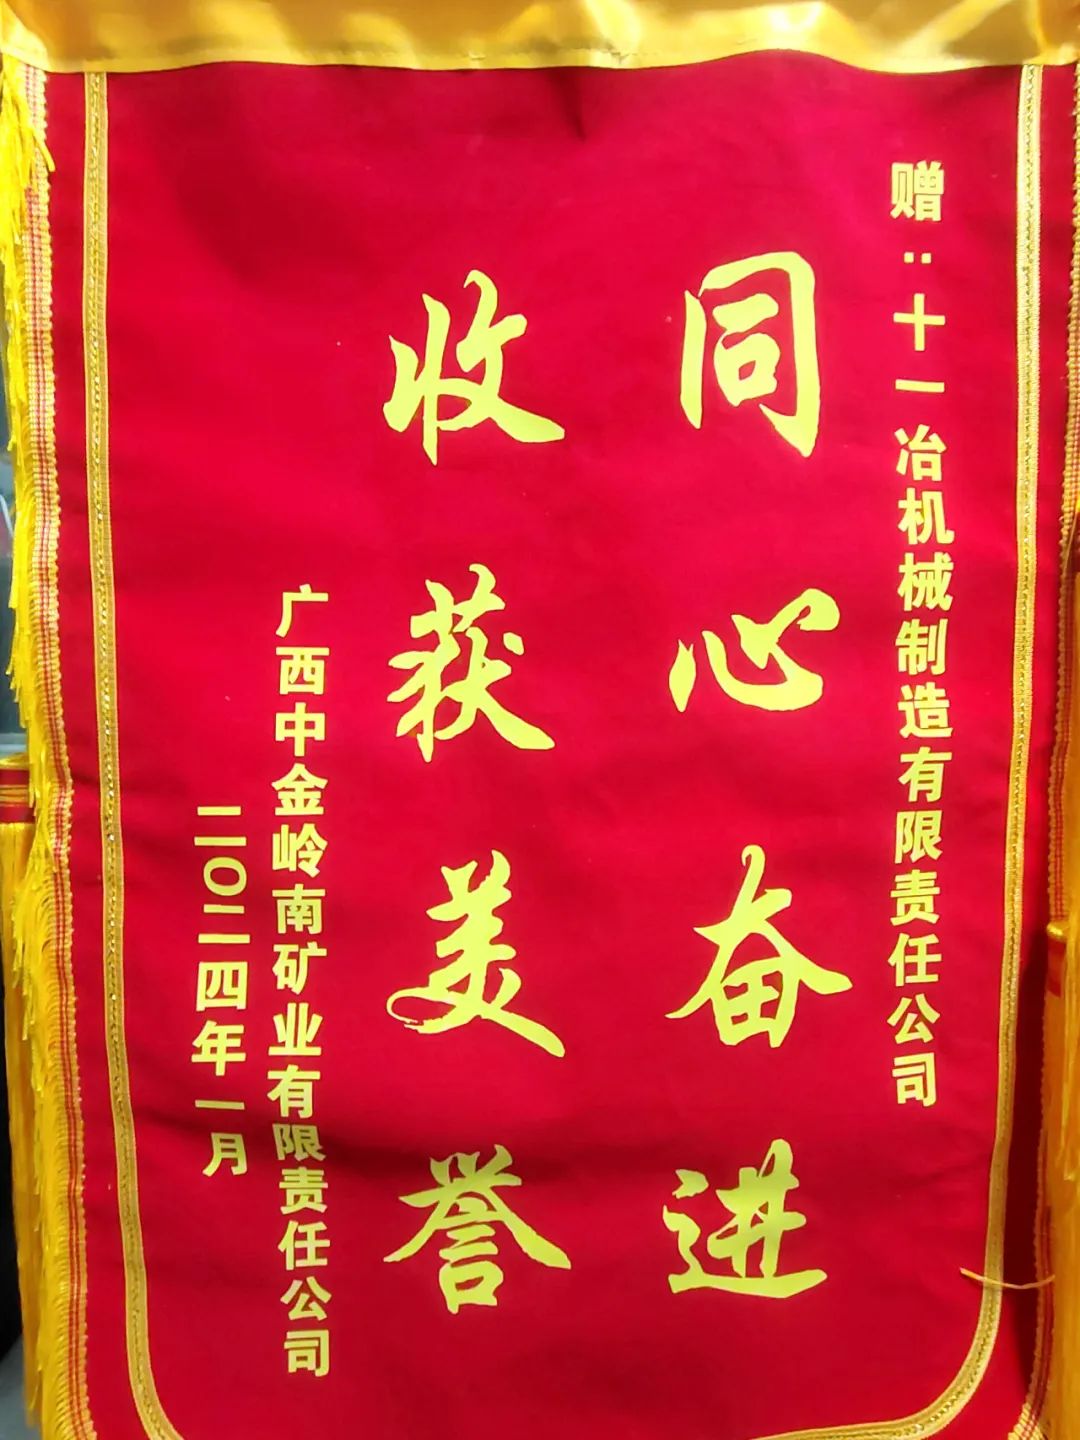 赠：十一冶机械制造有限责任公司
同心奋进
收获美誉
广西中金岭南矿业有限责任公司
二〇二四年一月